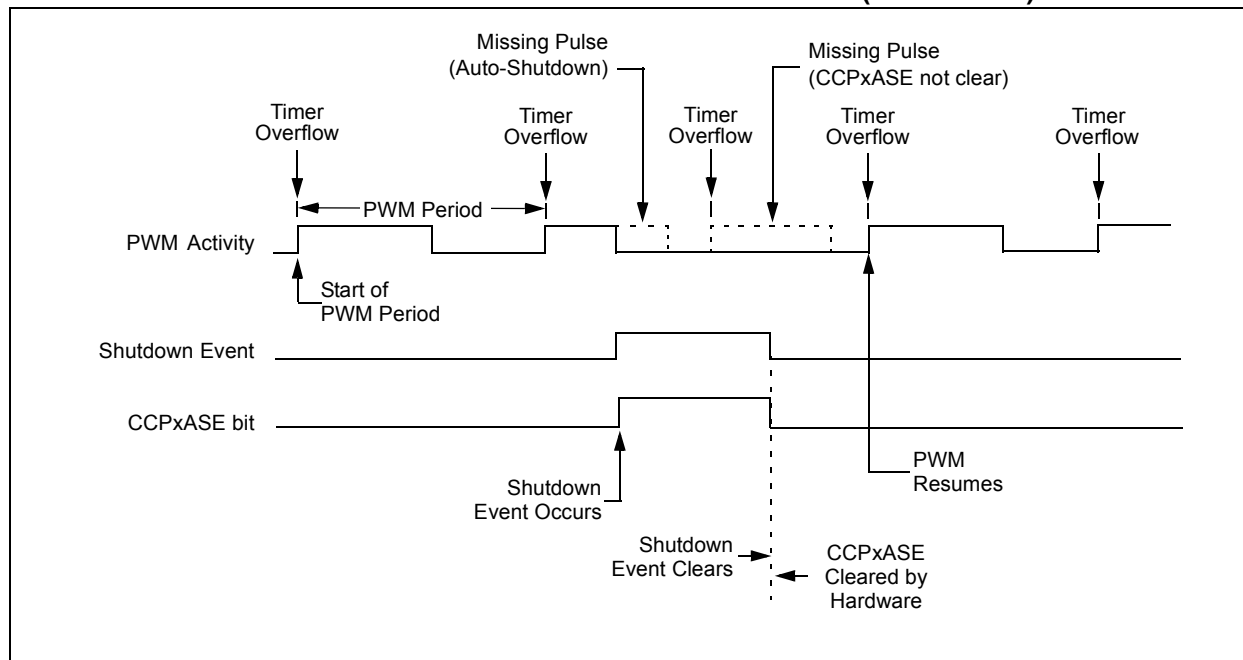 Missing Pulse
(Auto-Shutdown)
Missing Pulse
(CCPxASE not clear)
Timer
Overflow
Timer
Overflow
Timer
Overflow
Timer
Overflow
Timer
Overflow
PWM Period
PWM Activity
Start of
PWM Period
Shutdown Event
CCPxASE bit
Shutdown
Event Occurs
PWM
Resumes
Shutdown
Event Clears
CCPxASE
Cleared by
Hardware